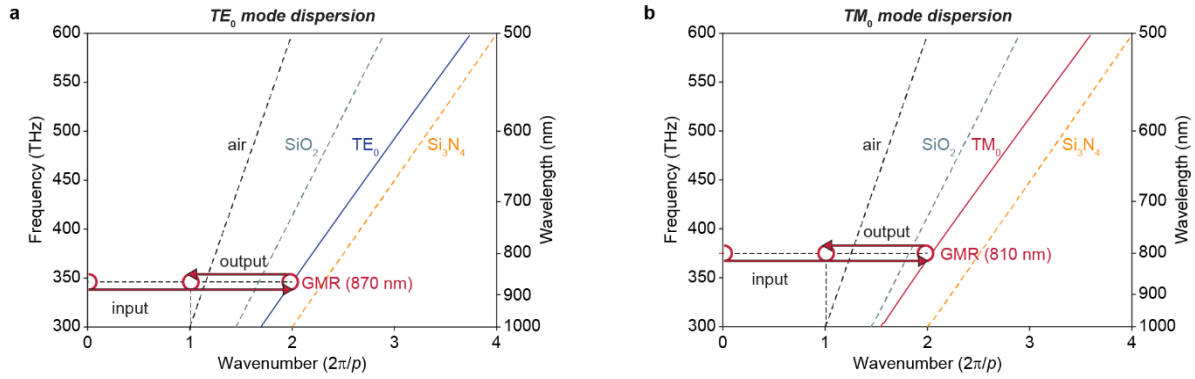 a
TE0 mode dispersion
600
550
500
450
400
350
300
Frequency (THz)
500
600
700
800
900
1000
Wavelength (nm)
air
SiO2
TE0
Si3N4
output
GMR (870 nm)
input
0
1
2
3
4
Wavenumber (2π/p)
b
TM0 mode dispersion
600
550
500
450
400
350
300
Frequency (THz)
500
600
700
800
900
1000
Wavelength (nm)
air
SiO2
TM0
Si3N4
output
GMR (810 nm)
input
0
1
2
3
4
Wavenumber (2π/p)